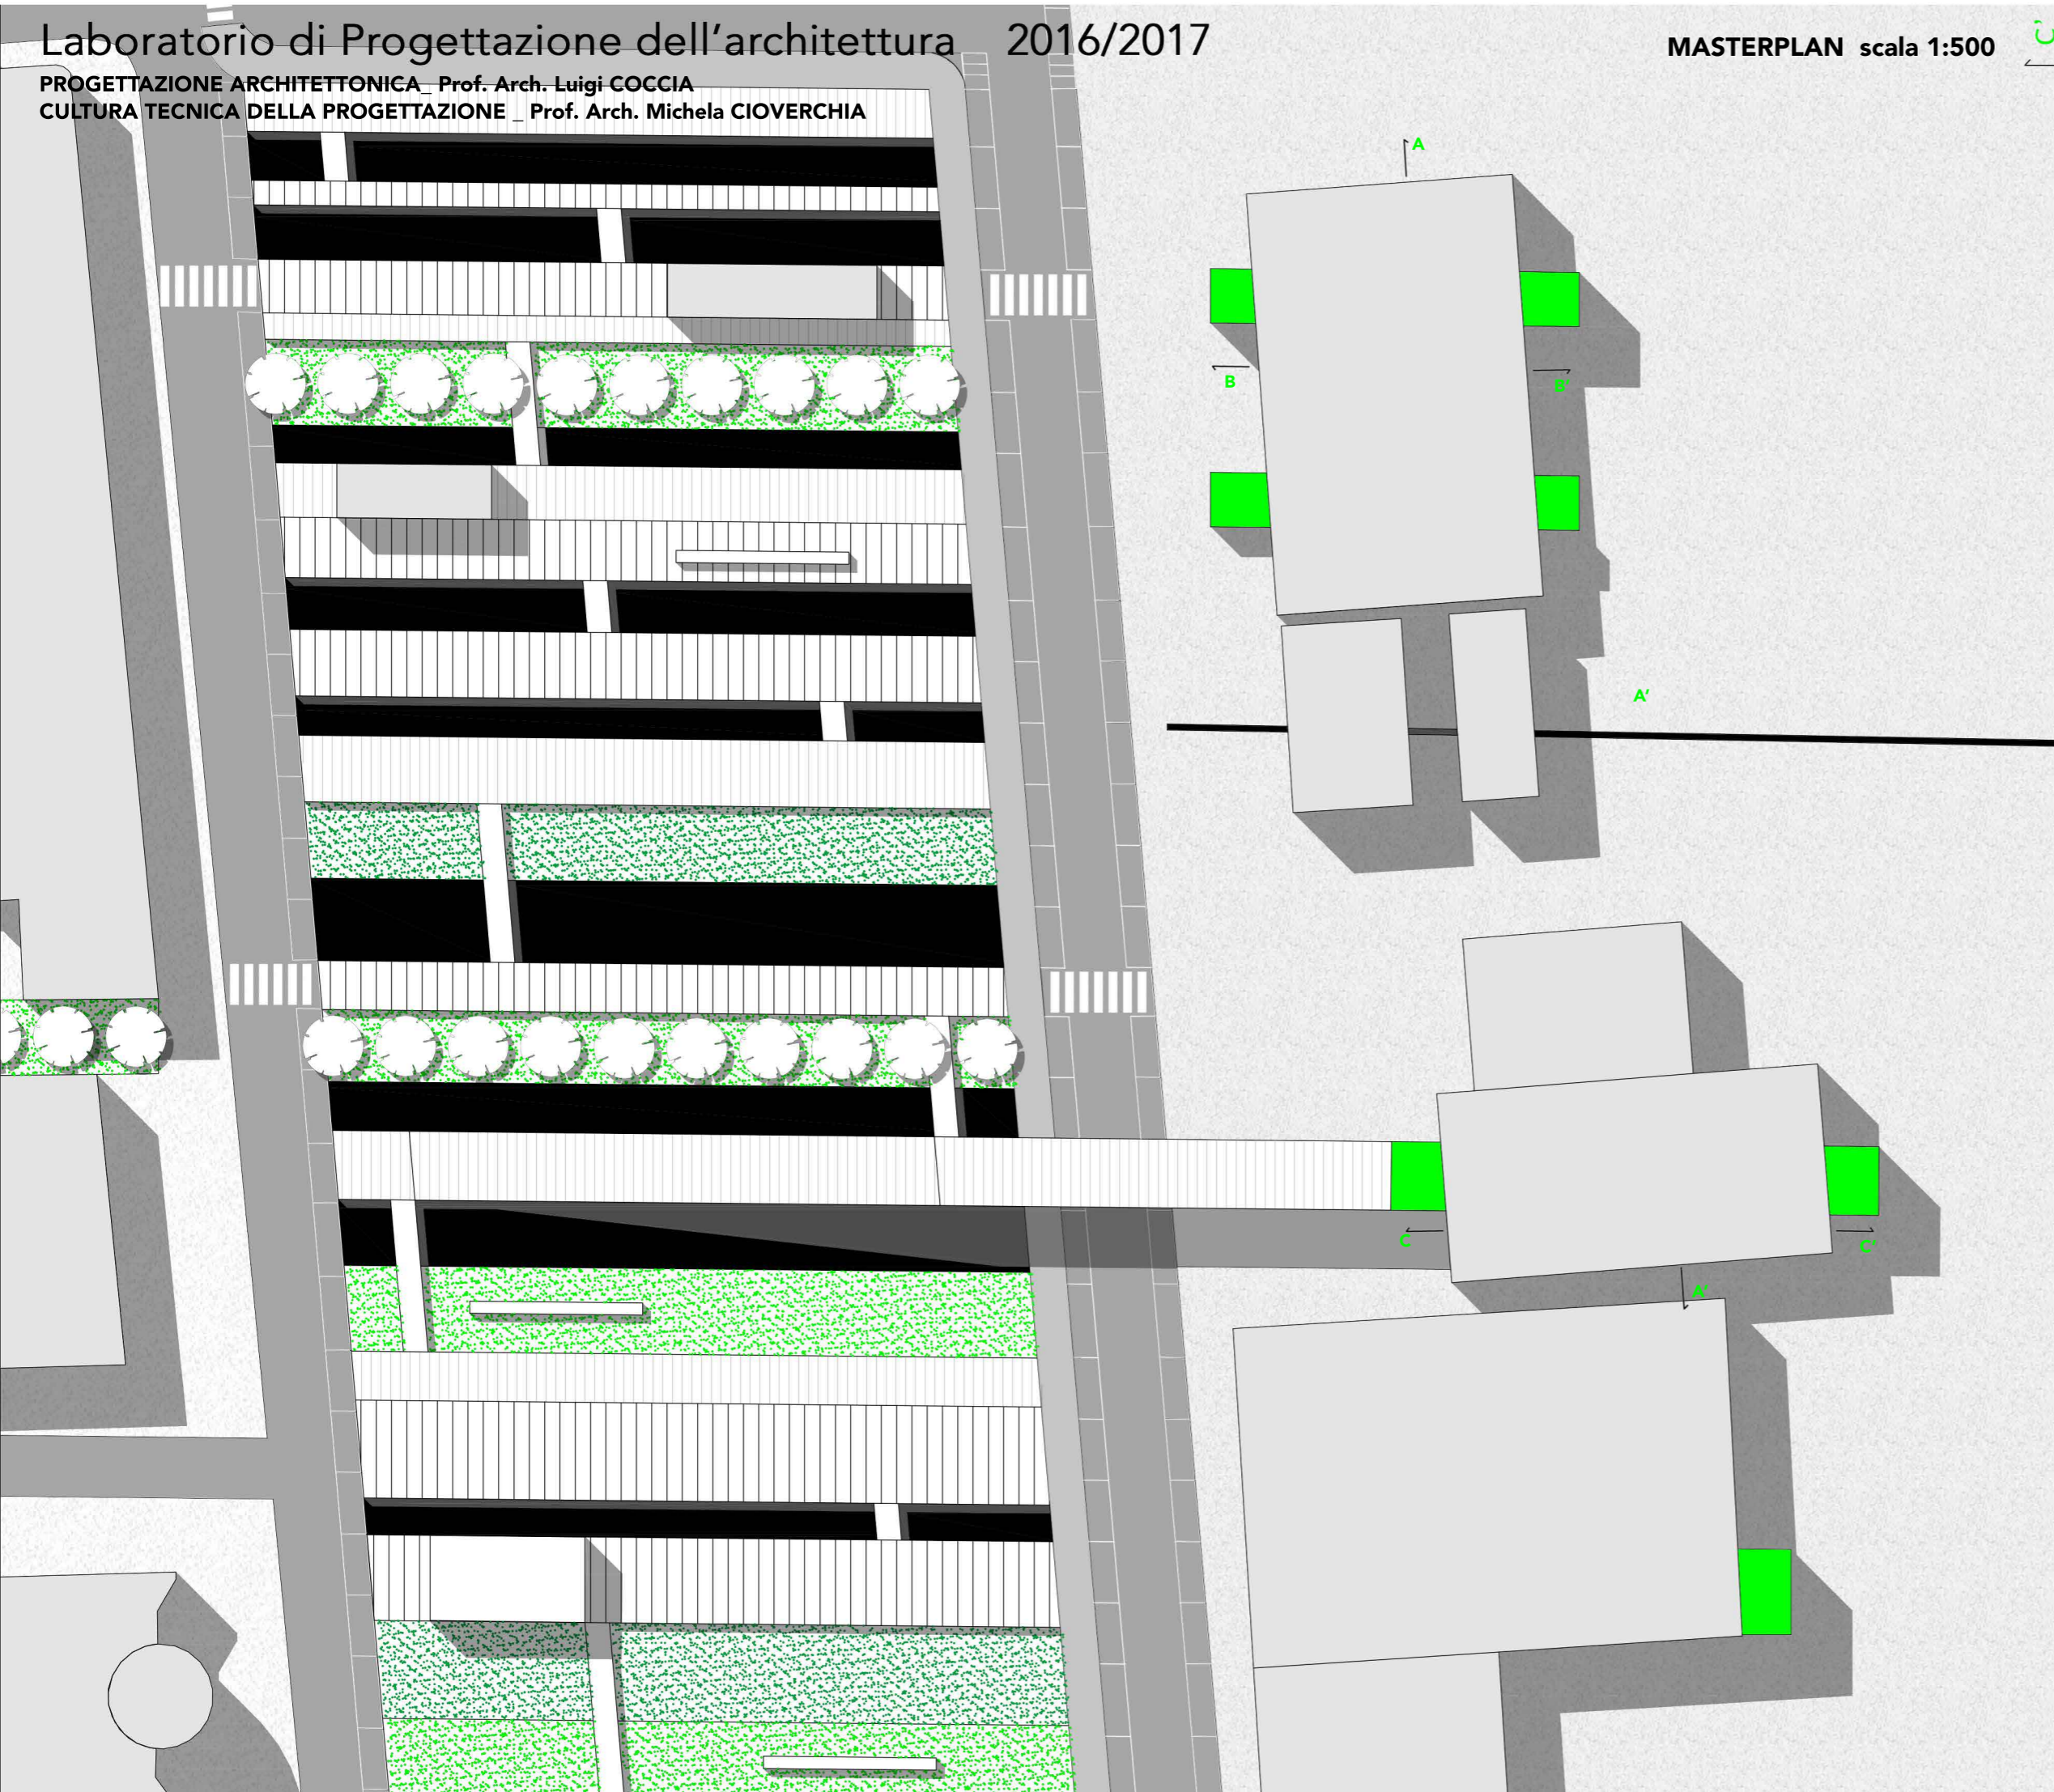 Laboratorio di Progettazione dell'architettura 2016/2017
MASTERPLAN scala 1:500
C'
PROGETTAZIONE ARCHITETTONICA_ Prof. Arch. Luigi COCCIA
CULTURA TECNICA DELLA PROGETTAZIONE _ Prof. Arch. Michela CIOVERCHIA
A
B
B'
A'
C
C'
A'